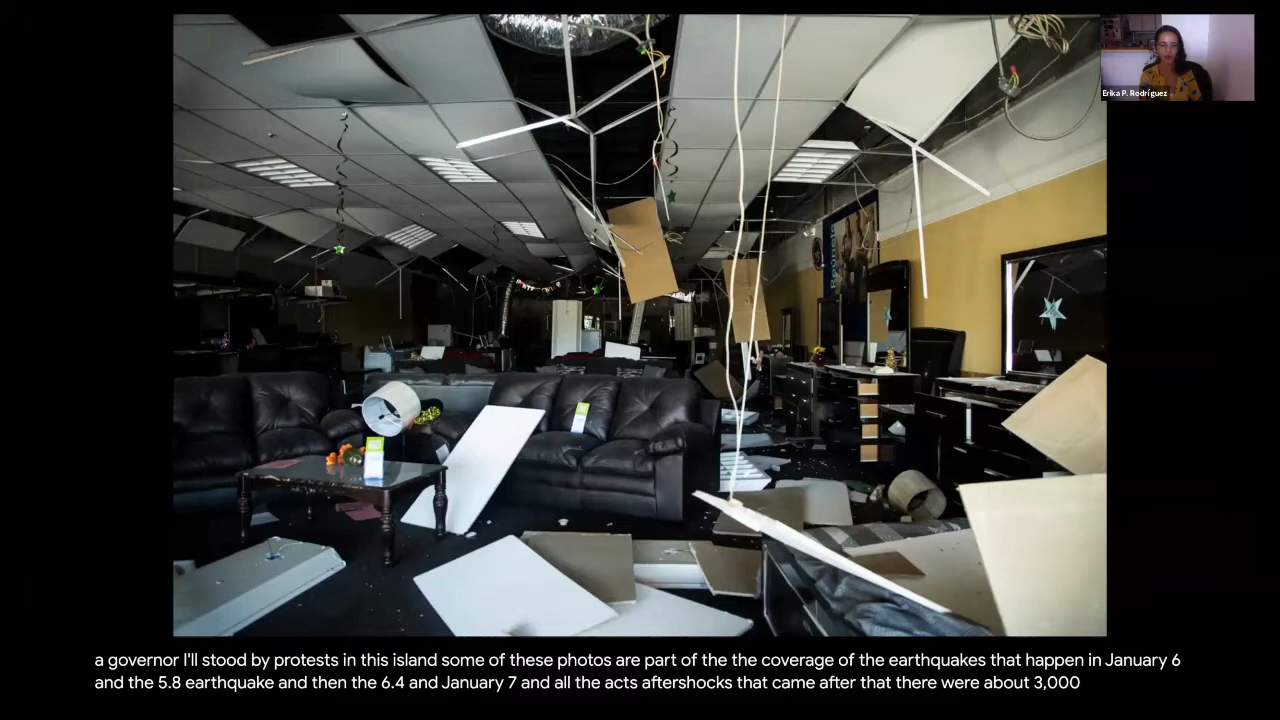 Erika P. Rodríguez
a governor I'll stood by protests in this island some of these photos are part of the the coverage of the earthquakes that happen in January 6
and the 5.8 earthquake and then the 6.4 and January 7 and all the acts aftershocks that came after that there were about 3,000